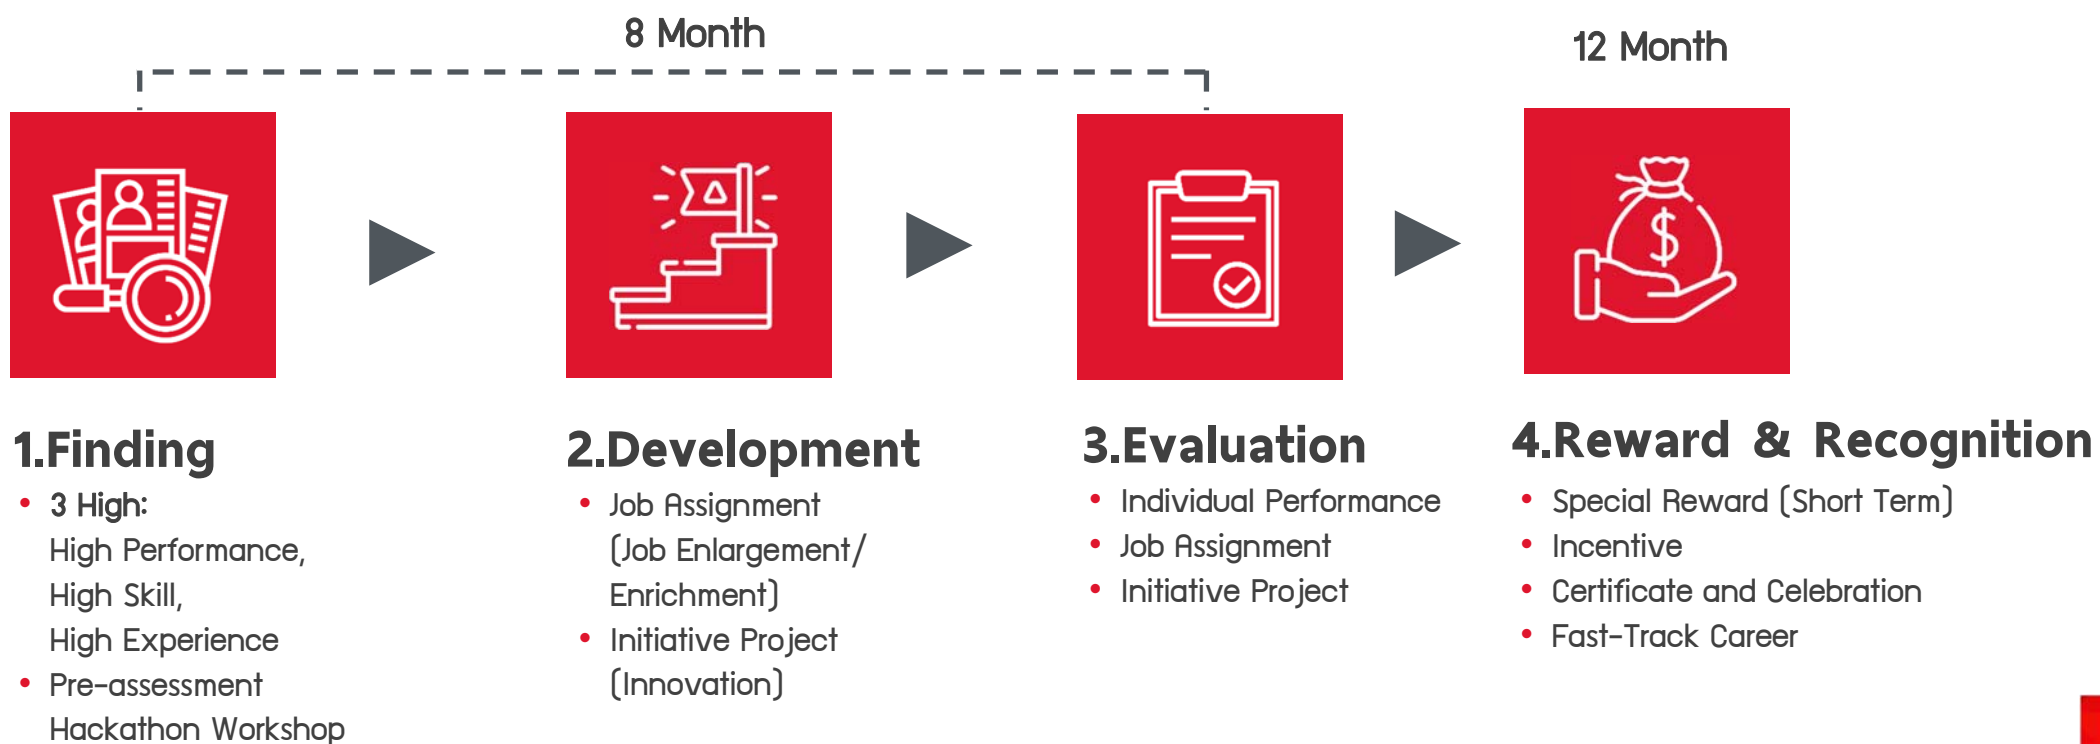 8 Month
12 Month
1.Finding
• 3 High:
High Performance,
High Skill,
High Experience
• Pre-assessment
Hackathon Workshop
2.Development
• Job Assignment
(Job Enlargement/
Enrichment)
• Initiative Project
(Innovation)
3.Evaluation
• Individual Performance
• Job Assignment
• Initiative Project
4.Reward & Recognition
• Special Reward (Short Term)
• Incentive
• Certificate and Celebration
• Fast-Track Career